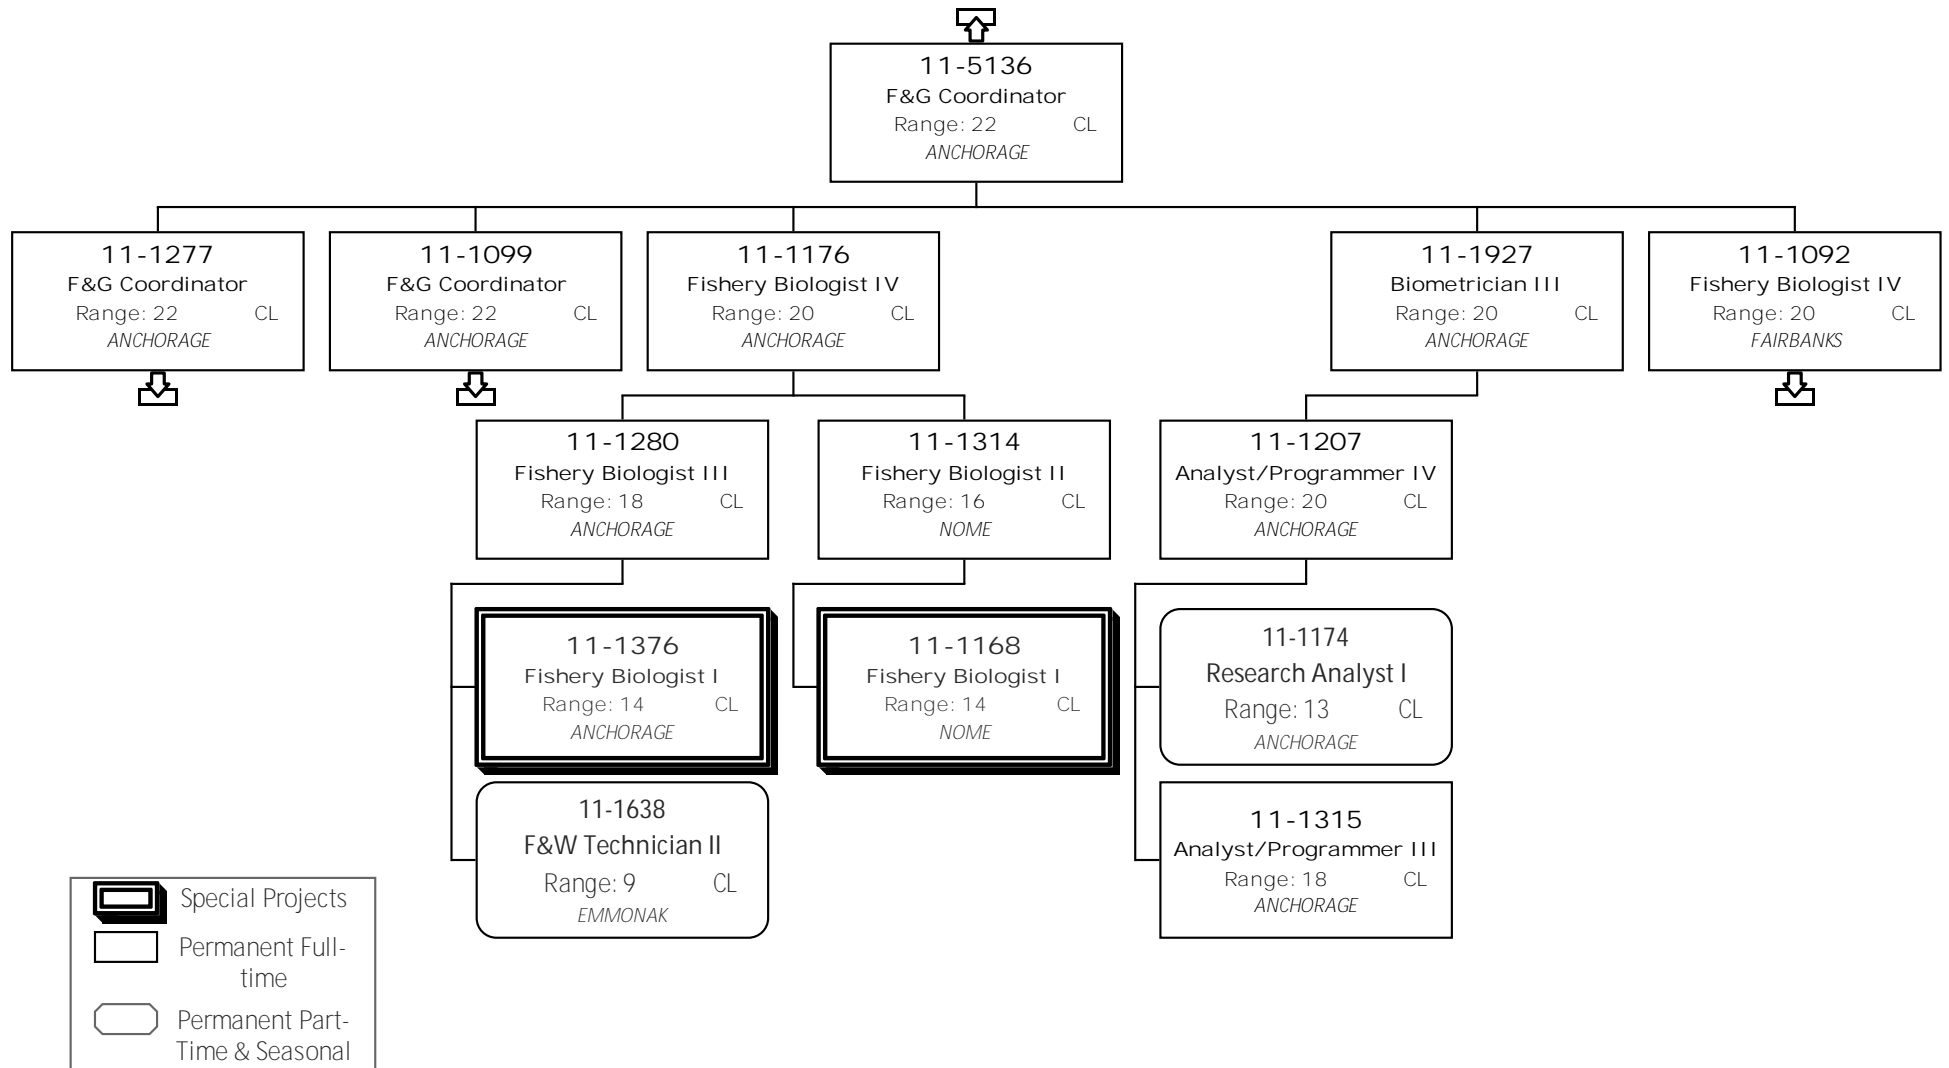 11-5136
F&G Coordinator
Range: 22 CL
ANCHORAGE
11-1277
F&G Coordinator
Range: 22 CL
ANCHORAGE
11-1099
F&G Coordinator
Range: 22 CL
ANCHORAGE
11-1176
Fishery Biologist IV
Range: 20 CL
ANCHORAGE
11-1927
Biometrician III
Range: 20 CL
ANCHORAGE
11-1092
Fishery Biologist IV
Range: 20 CL
FAIRBANKS
11-1280
Fishery Biologist III
Range: 18 CL
ANCHORAGE
11-1314
Fishery Biologist II
Range: 16 CL
NOME
11-1207
Analyst/Programmer IV
Range: 20 CL
ANCHORAGE
11-1376
Fishery Biologist I
Range: 14 CL
ANCHORAGE
11-1168
Fishery Biologist I
Range: 14 CL
NOME
11-1174
Research Analyst I
Range: 13 CL
ANCHORAGE
11-1638
F&W Technician II
Range: 9 CL
EMMONAK
11-1315
Analyst/Programmer III
Range: 18 CL
ANCHORAGE
Special Projects
Permanent Full-
time
Permanent Part-
Time & Seasonal